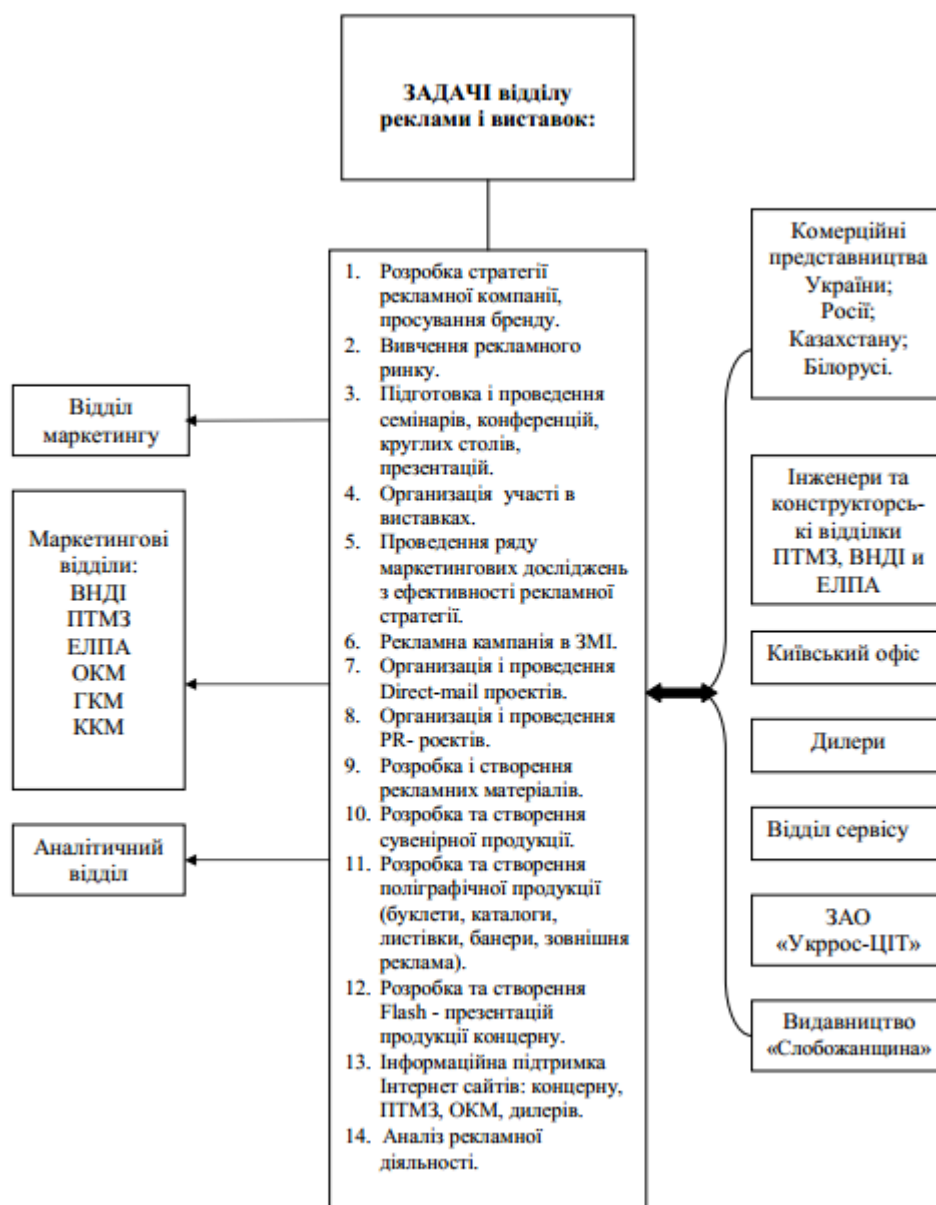 ЗАДАЧІ відділу
реклами і виставок:
Відділ
маркетингу
Маркетингові
відділи:
ВНДІ
ПТМЗ
ЕЛПА
ОКМ
ГКМ
ККМ
Аналітичний
відділ
1. Розробка стратегії
рекламної компанії,
просування бренду.
2. Вивчення рекламного
ринку.
3. Підготовка і проведення
семінарів, конференцій,
круглих столів,
презентацій.
4. Организація участі в
виставках.
5. Проведення ряду
маркетингових досліджень
з ефективності рекламної
стратегії.
6. Рекламна кампанія в ЗМІ.
7. Организація і проведення
Direct-mail проектів.
8. Организація і проведення
PR- роектів.
9. Розробка і створення
рекламних матеріалів.
10. Розробка та створення
сувенірної продукції.
11. Розробка та створення
поліграфічної продукції
(буклети, каталоги,
листівки, банери, зовнішня
реклама).
12. Розробка та створення
Flash - презентацій
продукції концерну.
13. Інформаційна підтримка
Інтернет сайтів: концерну,
ПТМЗ, ОКМ, дилерів.
14. Аналіз рекламної
діяльності.
Комерційні
представництва
України;
Росії;
Казахстану;
Білорусі.
Інженери та
конструкторсь-
кі відділки
ПТМЗ, ВНДІ и
ЕЛПА
Київський офіс
Дилери
Відділ сервісу
ЗАО
«Укррос-ЦІТ»
Видавництво
«Слобожанщина»